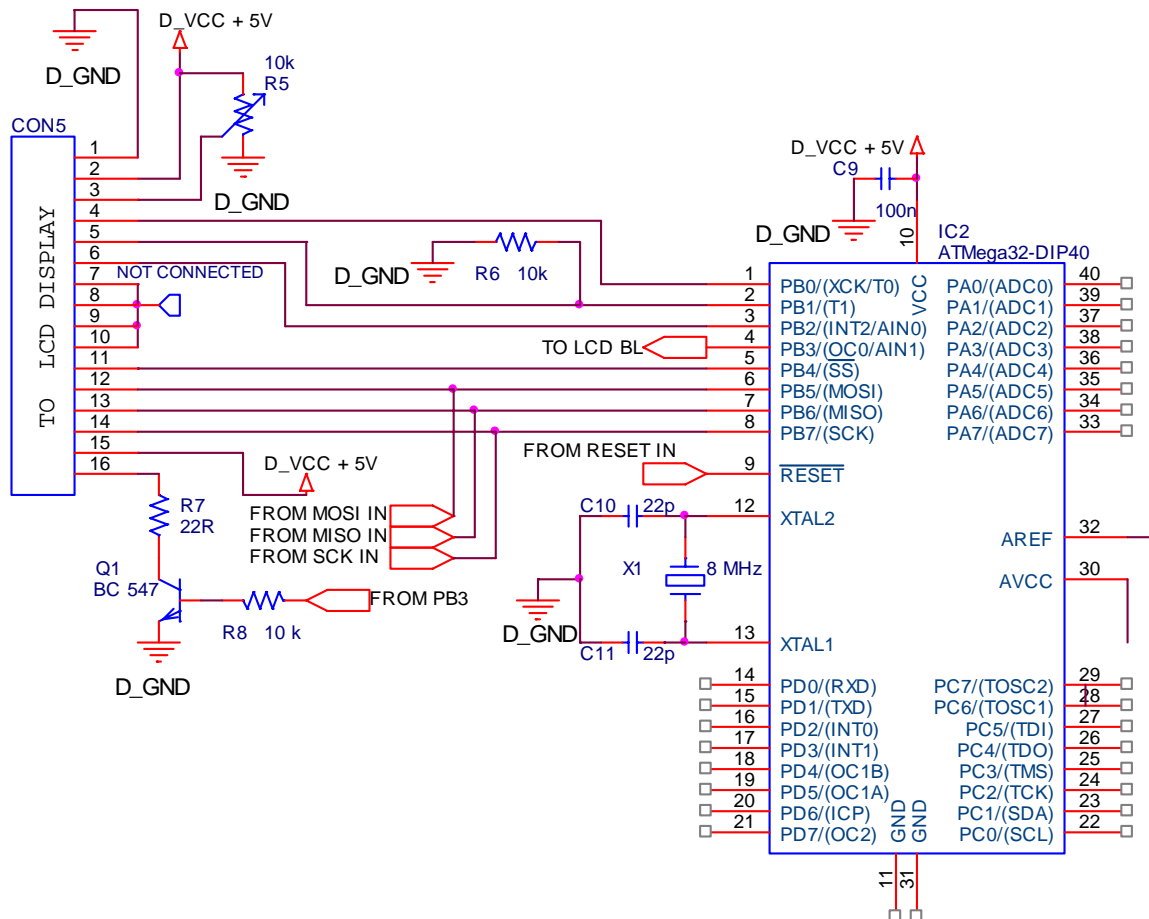 D_VCC + 5V
D_GND
10k
R5
CON5
1
2
3
4
5
6
7
8
9
10
11
12
13
14
15
16
TO LCD DISPLAY
D_GND
NOT CONNECTED
D_GND
R6 10k
D_VCC + 5V
C9
100n
D_GND
10
IC2
ATMega32-DIP40
VCC
1 PB0/(XCK/T0)
2 PB1/(T1)
3 PB2/(INT2/AIN0)
TO LCD BL
4 PB3/(OC0/AIN1)
5 PB4/(SS)
6 PB5/(MOSI)
7 PB6/(MISO)
8 PB7/(SCK)
FROM RESET IN
9 RESET
12 XTAL2
13 XTAL1
14 PD0/(RXD)
15 PD1/(TXD)
16 PD2/(INT0)
17 PD3/(INT1)
18 PD4/(OC1B)
19 PD5/(OC1A)
20 PD6/(ICP)
21 PD7/(OC2)
PA0/(ADC0) 40
PA1/(ADC1) 39
PA2/(ADC2) 37
PA3/(ADC3) 38
PA4/(ADC4) 36
PA5/(ADC5) 35
PA6/(ADC6) 34
PA7/(ADC7) 33
AREF 32
AVCC 30
PC7/(TOSC2) 29
PC6/(TOSC1) 28
PC5/(TDI) 27
PC4/(TDO) 26
PC3/(TMS) 25
PC2/(TCK) 24
PC1/(SDA) 23
PC0/(SCL) 22
GND
GND
11
31
C10 22p
X1 8 MHz
D_GND
C11 22p
D_VCC + 5V
R7
22R
FROM MOSI IN
FROM MISO IN
FROM SCK IN
Q1
BC 547
FROM PB3
R8 10 k
D_GND